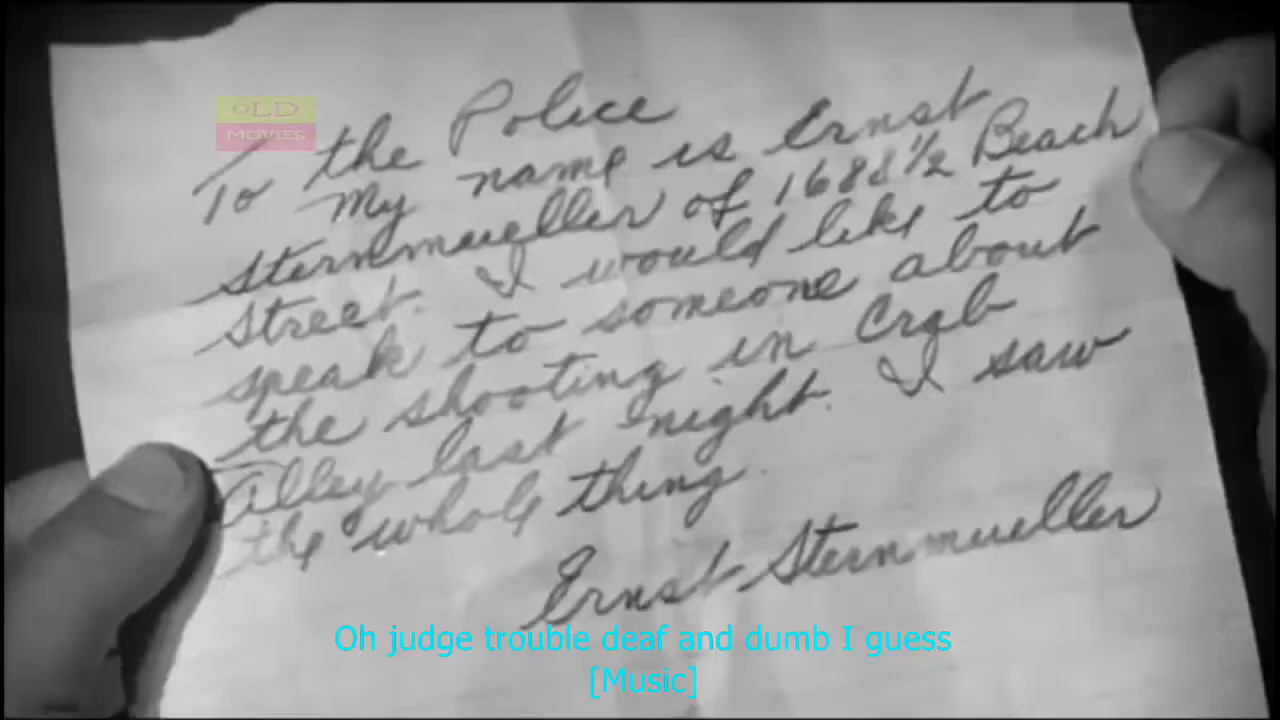 OLD
MOVIES
To the Police
My name is Ernst
Sternmueller of 1688½ Beach
Street. I would like to
speak to someone about
the shooting in Crab
Alley last night. I saw
the whole thing.
Ernst Sternmueller
Oh judge trouble deaf and dumb I guess
[Music]